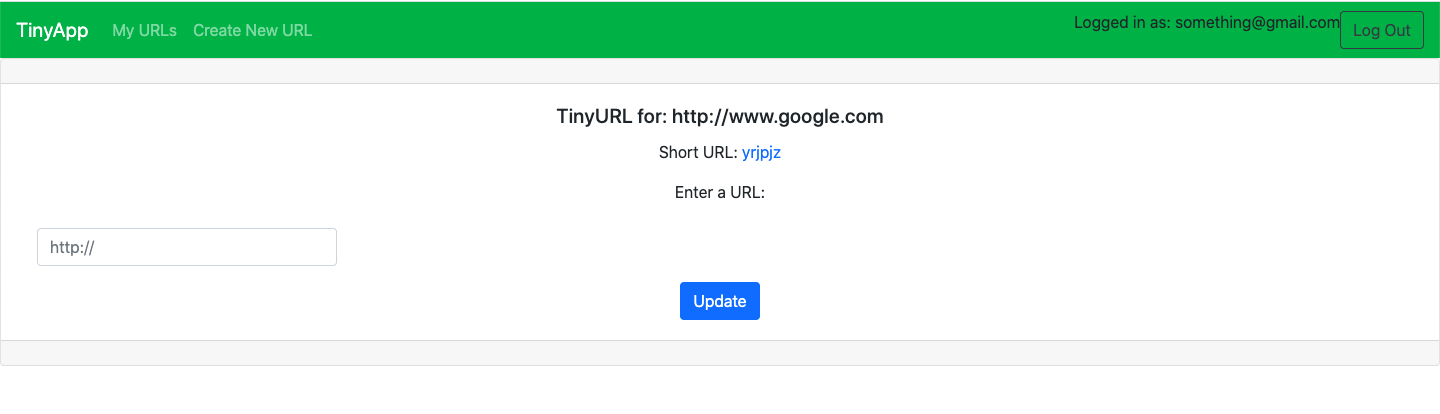 TinyApp My URLs Create New URL Logged in as: something@gmail.com Log Out
TinyURL for: http://www.google.com
Short URL: yrjpjz
Enter a URL:
http://
Update